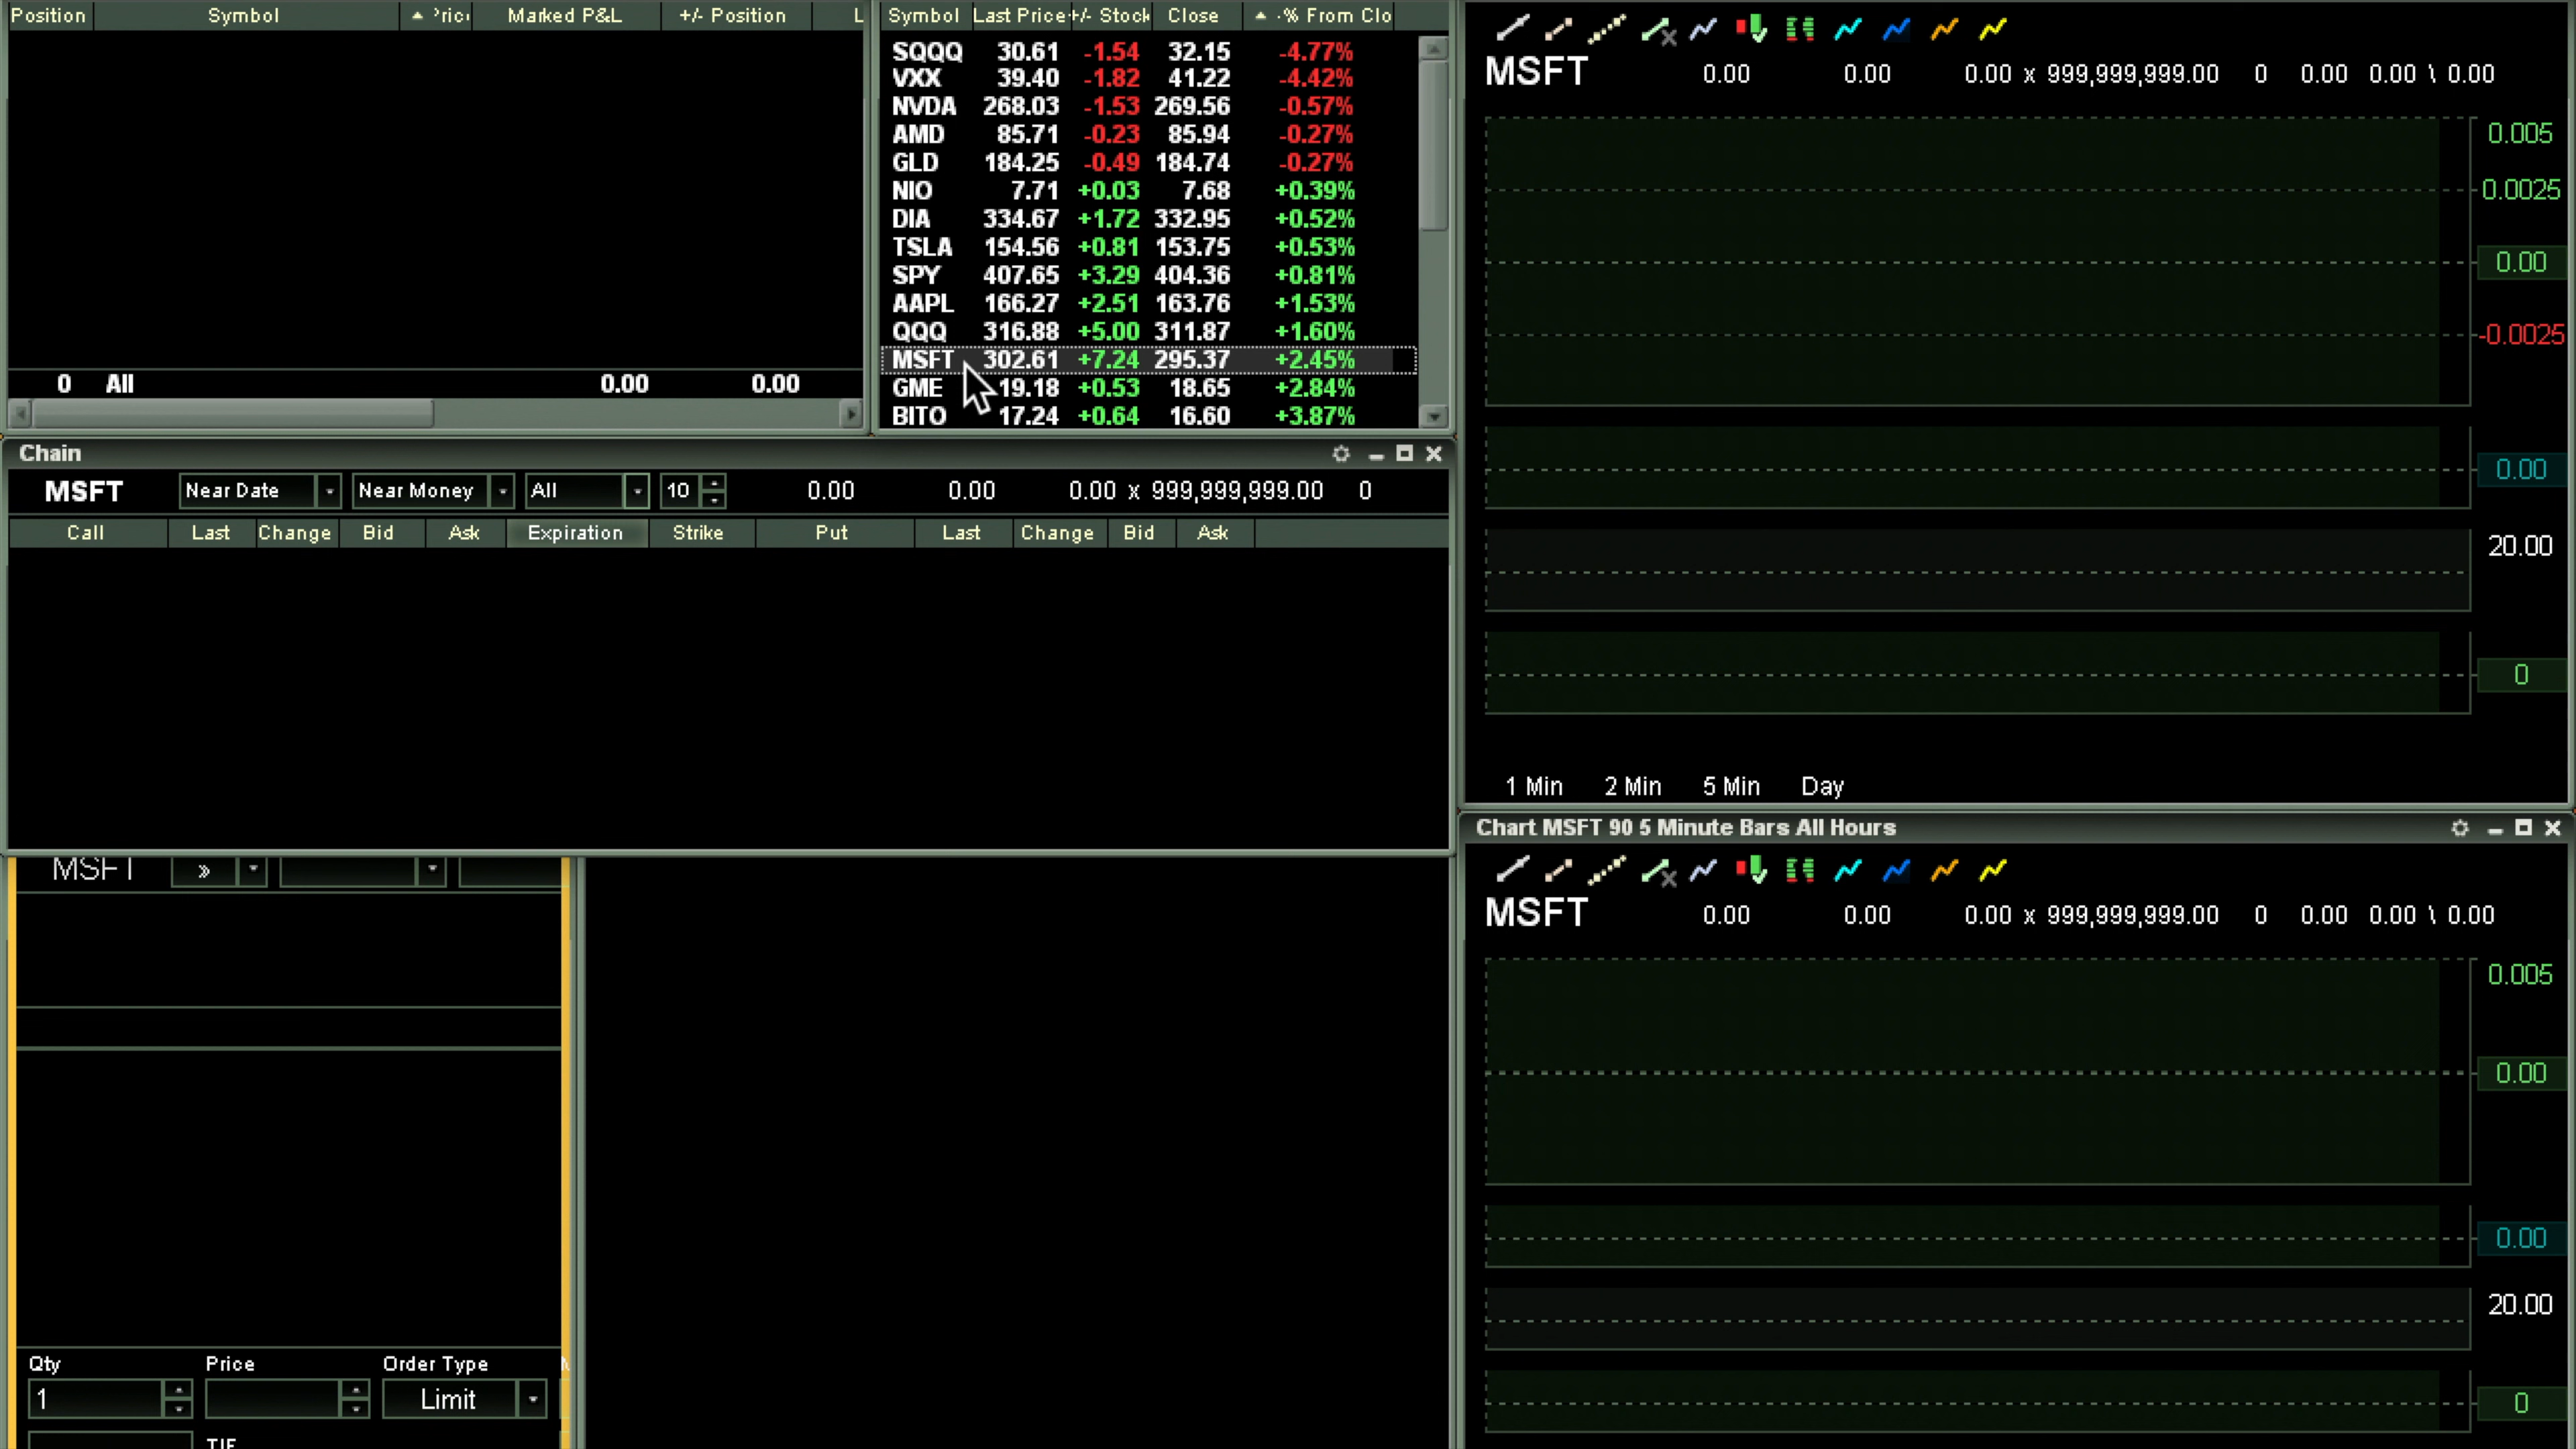 Position Symbol Marked P&L +/- Position
0 All 0.00 0.00
Symbol Last Price +/- Stock Close % From Clo
SQQQ 30.61 -1.54 32.15 -4.77%
VXX 39.40 -1.82 41.22 -4.42%
NVDA 268.03 -1.53 269.56 -0.57%
AMD 85.71 -0.23 85.94 -0.27%
GLD 184.25 -0.49 184.74 -0.27%
NIO 7.71 +0.03 7.68 +0.39%
DIA 334.67 +1.72 332.95 +0.52%
TSLA 154.56 +0.81 153.75 +0.53%
SPY 407.65 +3.29 404.36 +0.81%
AAPL 166.27 +2.51 163.76 +1.53%
QQQ 316.88 +5.00 311.87 +1.60%
MSFT 302.61 +7.24 295.37 +2.45%
GME 19.18 +0.53 18.65 +2.84%
BITO 17.24 +0.64 16.60 +3.87%
Chain
MSFT Near Date Near Money All 10 0.00 0.00 0.00 x 999,999,999.00 0
Call Last Change Bid Ask Expiration Strike Put Last Change Bid Ask
MSFT »
Qty Price Order Type
1 Limit
TIF
MSFT 0.00 0.00 0.00 x 999,999,999.00 0 0.00 0.00 \ 0.00
0.005
0.0025
0.00
-0.0025
0.00
20.00
0
1 Min 2 Min 5 Min Day
Chart MSFT 90 5 Minute Bars All Hours
MSFT 0.00 0.00 0.00 x 999,999,999.00 0 0.00 0.00 \ 0.00
0.005
0.00
0.00
20.00
0